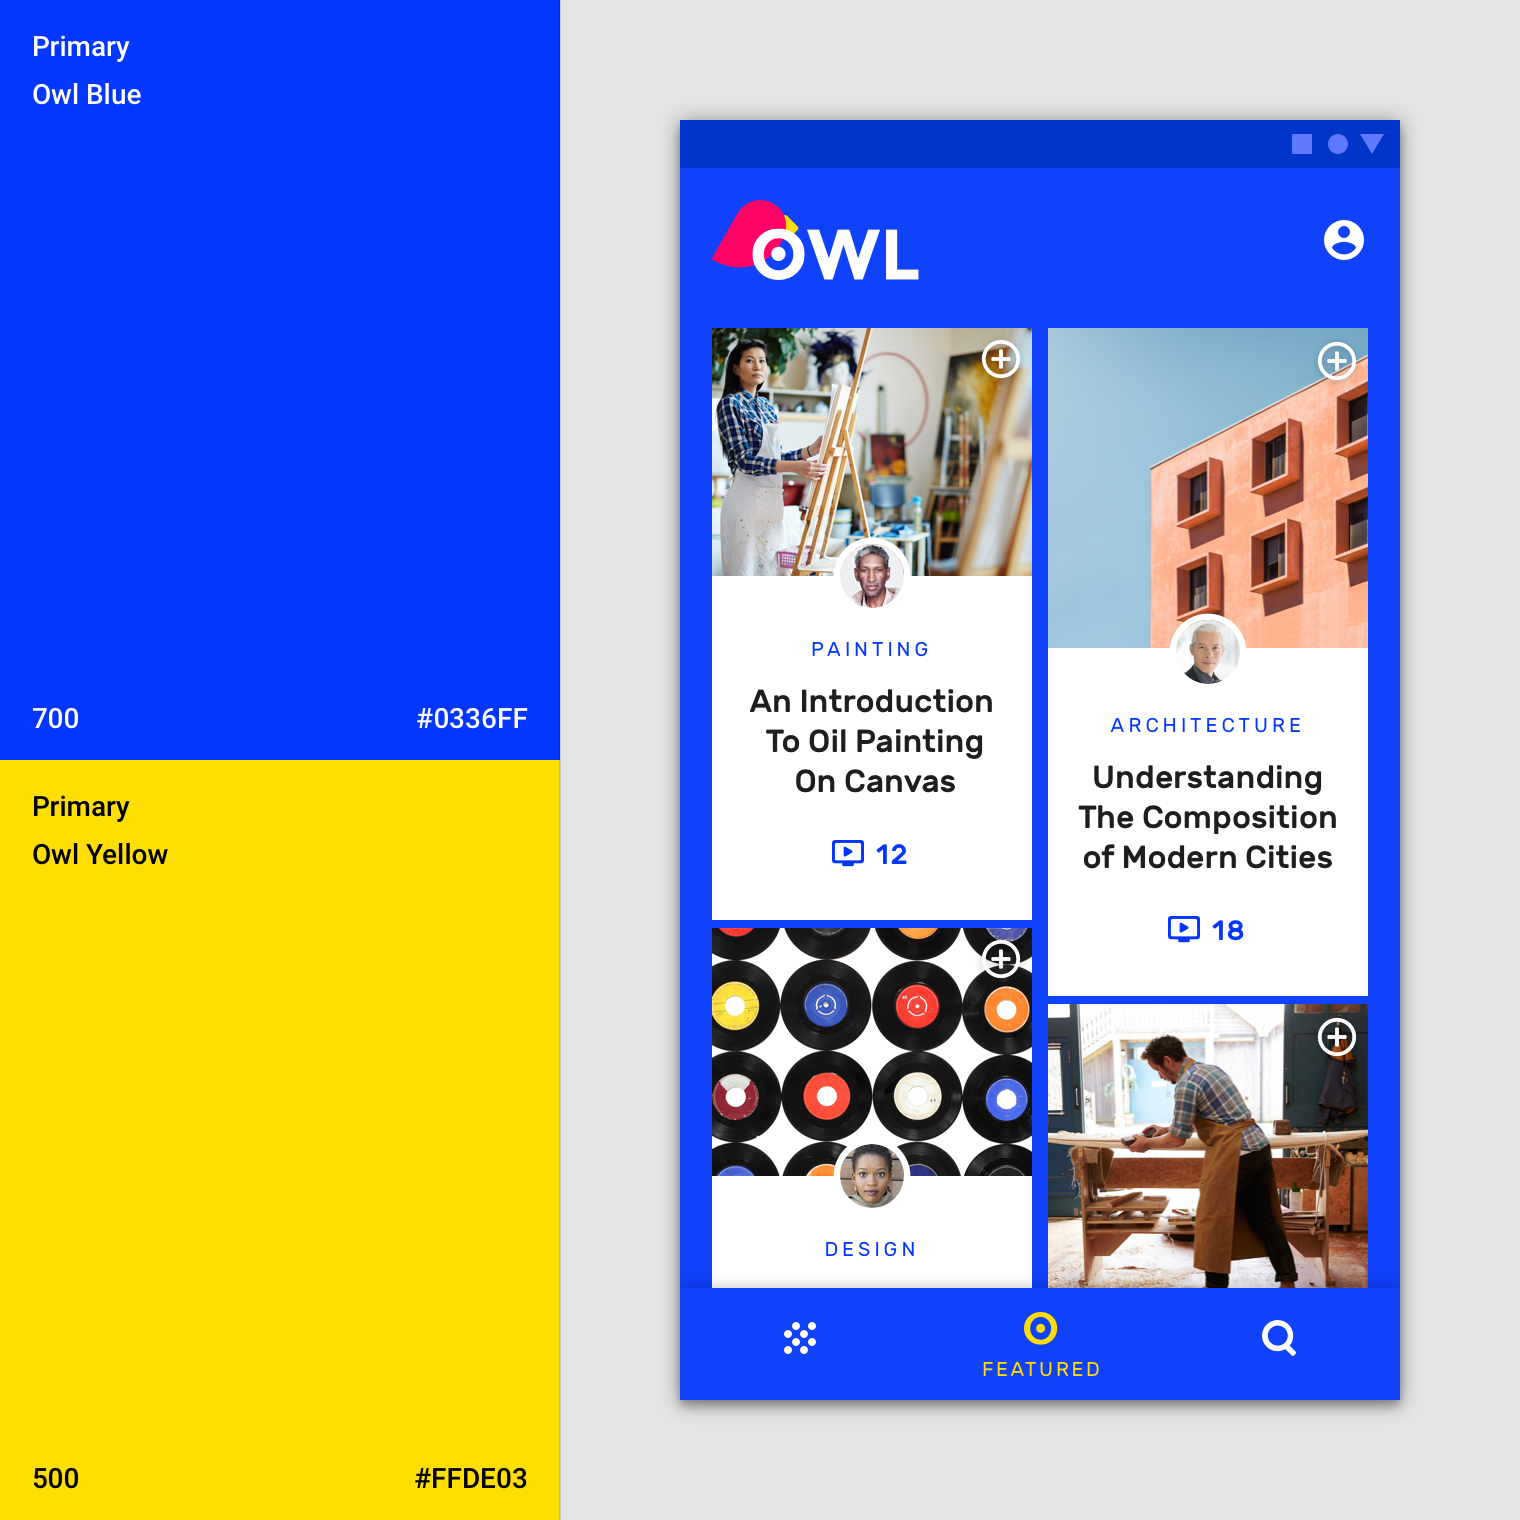 Primary
Owl Blue
700
#0336FF
Primary
Owl Yellow
500
#FFDE03
OWL
PAINTING
An Introduction
To Oil Painting
On Canvas
12
ARCHITECTURE
Understanding
The Composition
of Modern Cities
18
DESIGN
FEATURED